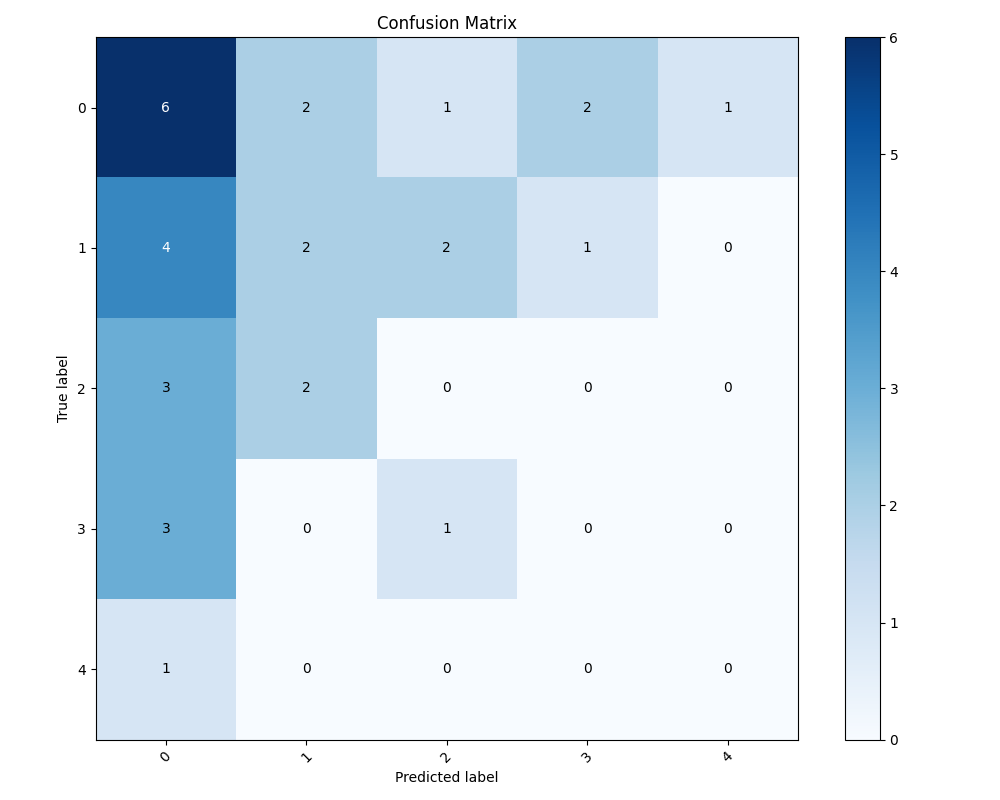 Confusion Matrix
0 6 2 1 2 1
1 4 2 2 1 0
2 3 2 0 0 0
3 3 0 1 0 0
4 1 0 0 0 0
0 1 2 3 4
True label
Predicted label
6
5
4
3
2
1
0